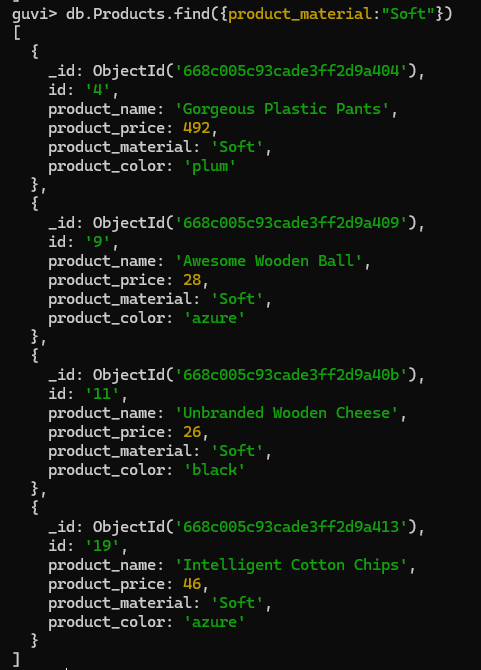 guvi> db.Products.find({product_material:"Soft"})
[
  {
    _id: ObjectId('668c005c93cade3ff2d9a404'),
    id: '4',
    product_name: 'Gorgeous Plastic Pants',
    product_price: 492,
    product_material: 'Soft',
    product_color: 'plum'
  },
  {
    _id: ObjectId('668c005c93cade3ff2d9a409'),
    id: '9',
    product_name: 'Awesome Wooden Ball',
    product_price: 28,
    product_material: 'Soft',
    product_color: 'azure'
  },
  {
    _id: ObjectId('668c005c93cade3ff2d9a40b'),
    id: '11',
    product_name: 'Unbranded Wooden Cheese',
    product_price: 26,
    product_material: 'Soft',
    product_color: 'black'
  },
  {
    _id: ObjectId('668c005c93cade3ff2d9a413'),
    id: '19',
    product_name: 'Intelligent Cotton Chips',
    product_price: 46,
    product_material: 'Soft',
    product_color: 'azure'
  }
]